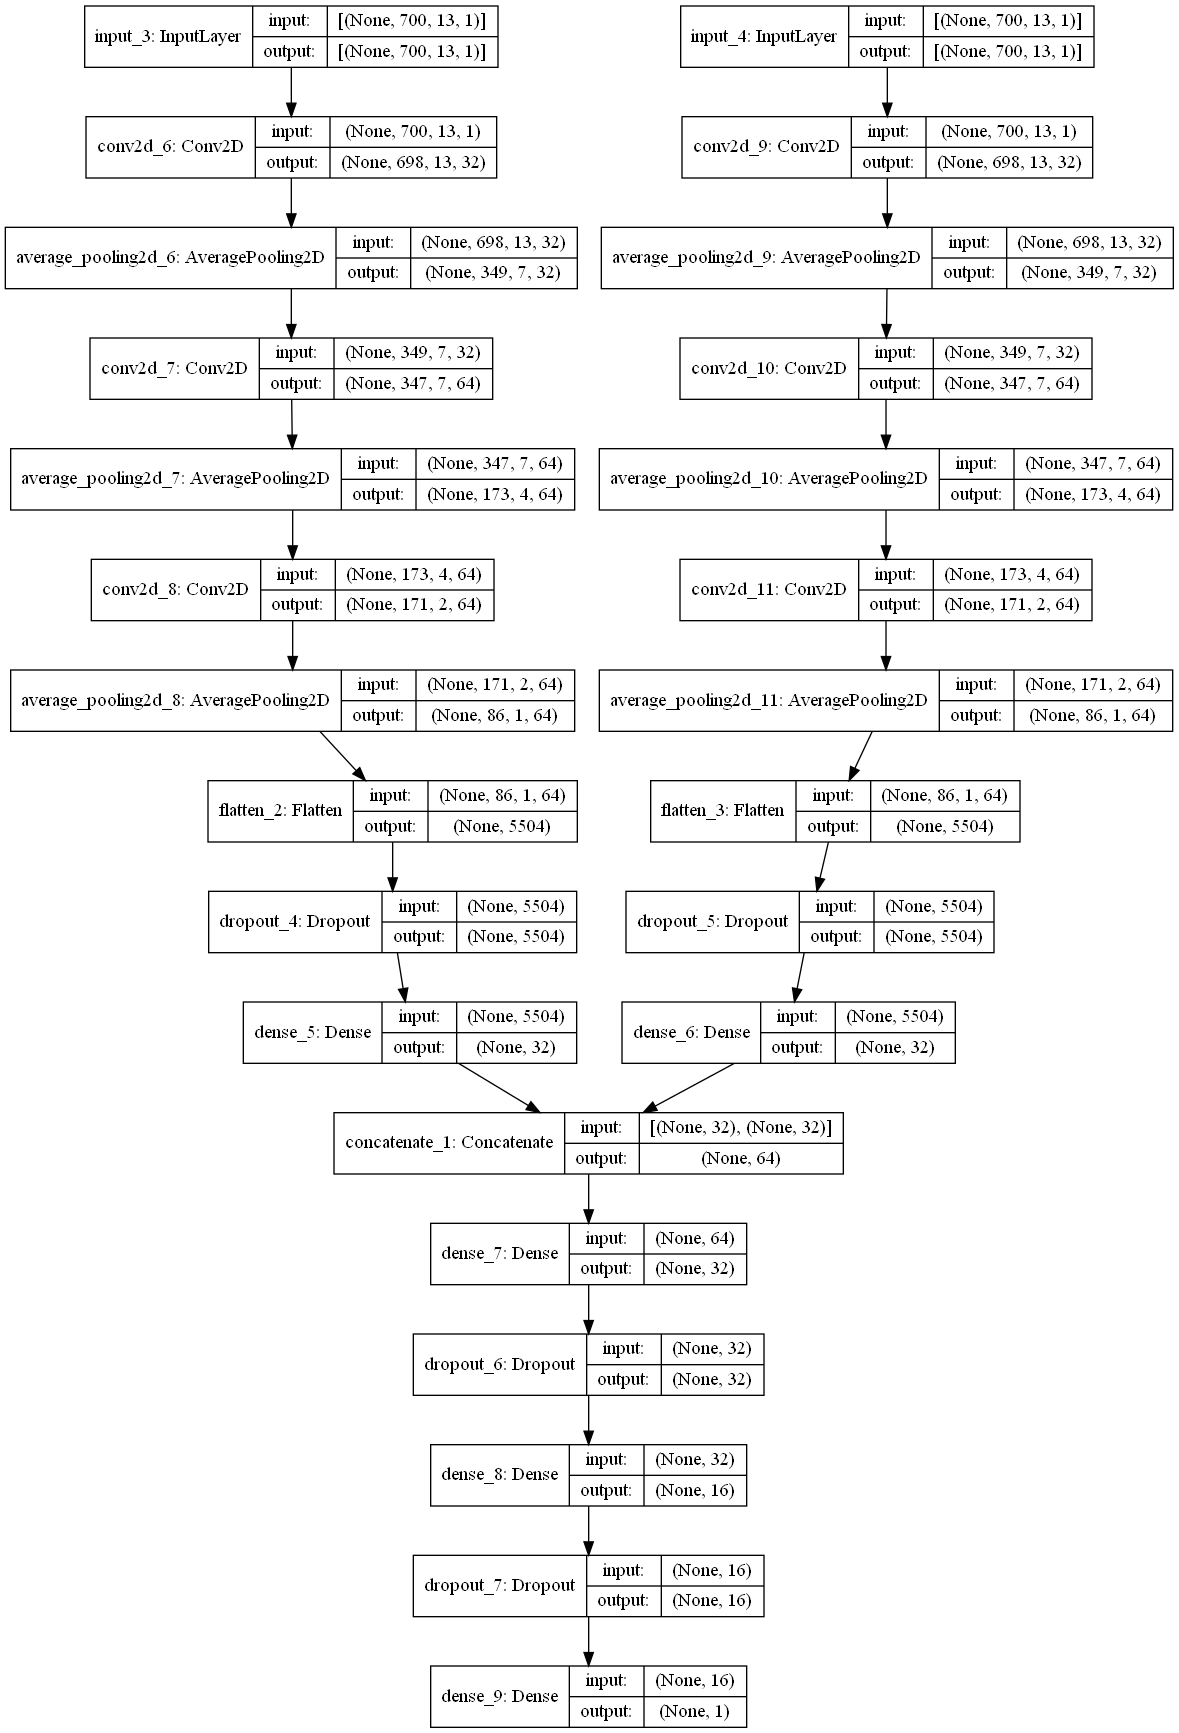 input_3: InputLayer input: [(None, 700, 13, 1)]
output: [(None, 700, 13, 1)]
input_4: InputLayer input: [(None, 700, 13, 1)]
output: [(None, 700, 13, 1)]
conv2d_6: Conv2D input: (None, 700, 13, 1)
output: (None, 698, 13, 32)
conv2d_9: Conv2D input: (None, 700, 13, 1)
output: (None, 698, 13, 32)
average_pooling2d_6: AveragePooling2D input: (None, 698, 13, 32)
output: (None, 349, 7, 32)
average_pooling2d_9: AveragePooling2D input: (None, 698, 13, 32)
output: (None, 349, 7, 32)
conv2d_7: Conv2D input: (None, 349, 7, 32)
output: (None, 347, 7, 64)
conv2d_10: Conv2D input: (None, 349, 7, 32)
output: (None, 347, 7, 64)
average_pooling2d_7: AveragePooling2D input: (None, 347, 7, 64)
output: (None, 173, 4, 64)
average_pooling2d_10: AveragePooling2D input: (None, 347, 7, 64)
output: (None, 173, 4, 64)
conv2d_8: Conv2D input: (None, 173, 4, 64)
output: (None, 171, 2, 64)
conv2d_11: Conv2D input: (None, 173, 4, 64)
output: (None, 171, 2, 64)
average_pooling2d_8: AveragePooling2D input: (None, 171, 2, 64)
output: (None, 86, 1, 64)
average_pooling2d_11: AveragePooling2D input: (None, 171, 2, 64)
output: (None, 86, 1, 64)
flatten_2: Flatten input: (None, 86, 1, 64)
output: (None, 5504)
flatten_3: Flatten input: (None, 86, 1, 64)
output: (None, 5504)
dropout_4: Dropout input: (None, 5504)
output: (None, 5504)
dropout_5: Dropout input: (None, 5504)
output: (None, 5504)
dense_5: Dense input: (None, 5504)
output: (None, 32)
dense_6: Dense input: (None, 5504)
output: (None, 32)
concatenate_1: Concatenate input: [(None, 32), (None, 32)]
output: (None, 64)
dense_7: Dense input: (None, 64)
output: (None, 32)
dropout_6: Dropout input: (None, 32)
output: (None, 32)
dense_8: Dense input: (None, 32)
output: (None, 16)
dropout_7: Dropout input: (None, 16)
output: (None, 16)
dense_9: Dense input: (None, 16)
output: (None, 1)